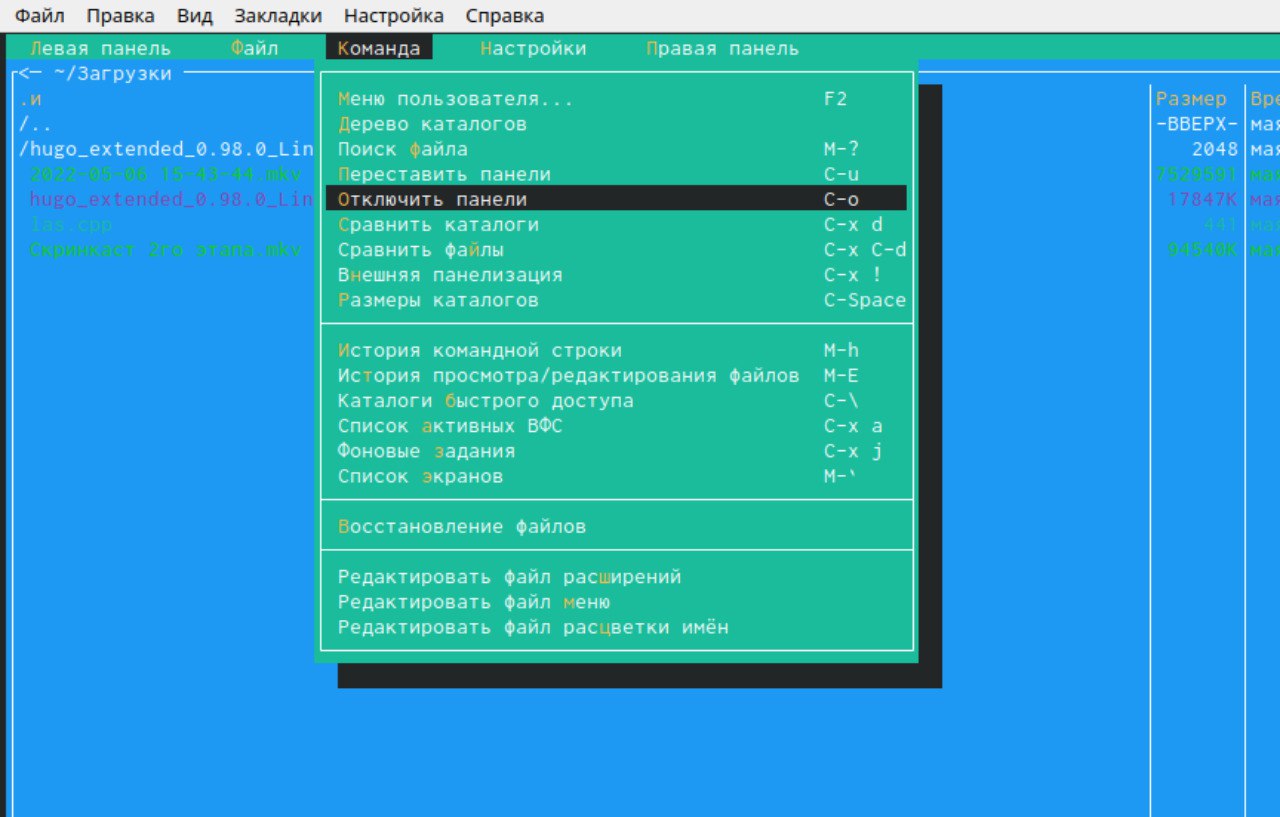 Файл Правка Вид Закладки Настройка Справка
Левая панель Файл Команда Настройки Правая панель
<— ~/Загрузки
.и Размер Вре
/.. -ВВЕРХ- мая
/hugo_extended_0.98.0_Lin 2048 мая
2022-05-06 15-43-44.mkv 7529591 мая
hugo_extended_0.98.0_Lin 17847K мая
las.cpp 441 мая
Скринкаст 2го этапа.mkv 94540K мая
Меню пользователя... F2
Дерево каталогов
Поиск файла M-?
Переставить панели C-u
Отключить панели C-o
Сравнить каталоги C-x d
Сравнить файлы C-x C-d
Внешняя панелизация C-x !
Размеры каталогов C-Space
История командной строки M-h
История просмотра/редактирования файлов M-E
Каталоги быстрого доступа C-\
Список активных ВФС C-x a
Фоновые задания C-x j
Список экранов M-`
Восстановление файлов
Редактировать файл расширений
Редактировать файл меню
Редактировать файл расцветки имён